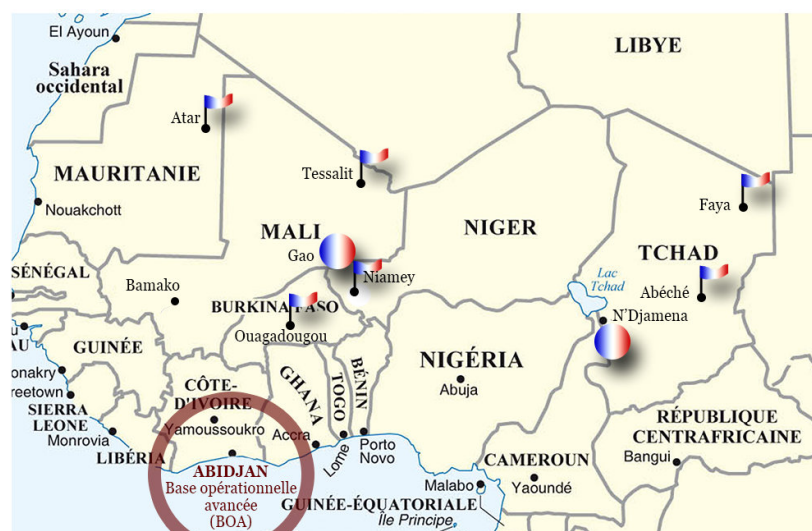 El Ayoun
LIBYE
Sahara
occidental
Atar
Tessalit
MAURITANIE
Faya
Nouakchott
NIGER
MALI
TCHAD
Gao
SÉNÉGAL
Niamey
Lac
Tchad
Bamako
Abéché
BURKINA FASO
N'Djamena
Ouagadougou
GUINÉE
NIGÉRIA
BÉNIN
TOGO
GHANA
Abuja
CÔTE-
D'IVOIRE
SIERRA
LEONE
RÉPUBLIQUE
CENTRAFRICAINE
Yamoussoukro
Accra
Monrovia
Lome
Porto
Novo
LIBÉRIA
Bangui
CAMEROUN
ABIDJAN
Base opérationnelle
avancée
(BOA)
Malabo
Yaoundé
GUINÉE-ÉQUATORIALE
Île Principe